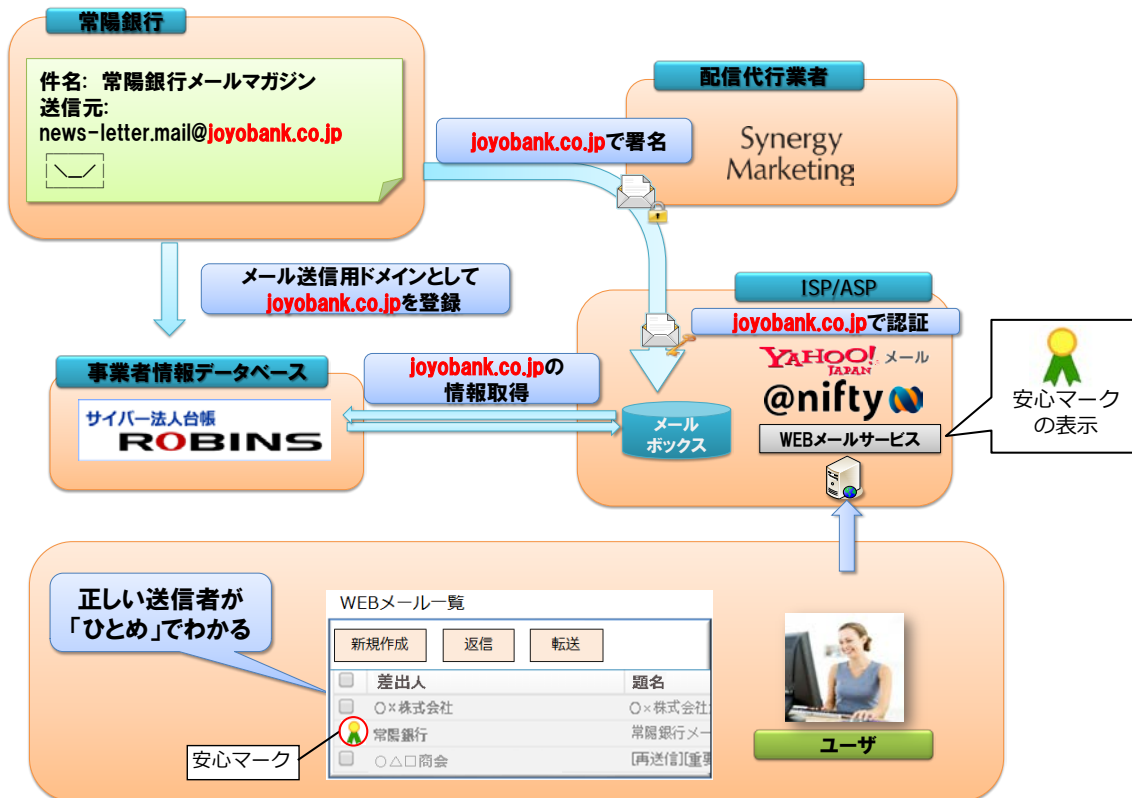 常陽銀行
件名: 常陽銀行メールマガジン
送信元:
news-letter.mail@joyobank.co.jp
配信代行業者
Synergy
Marketing
joyobank.co.jpで署名
メール送信用ドメインとして
joyobank.co.jpを登録
ISP/ASP
joyobank.co.jpで認証
YAHOO! メール
JAPAN
@nifty
WEBメールサービス
安心マーク
の表示
事業者情報データベース
サイバー法人台帳
ROBINS
joyobank.co.jpの
情報取得
メール
ボックス
正しい送信者が
「ひとめ」でわかる
WEBメール一覧
新規作成 返信 転送
差出人 題名
○×株式会社 ○×株式会社
常陽銀行 常陽銀行メー
○△□商会 [再送信][重要
安心マーク
ユーザ